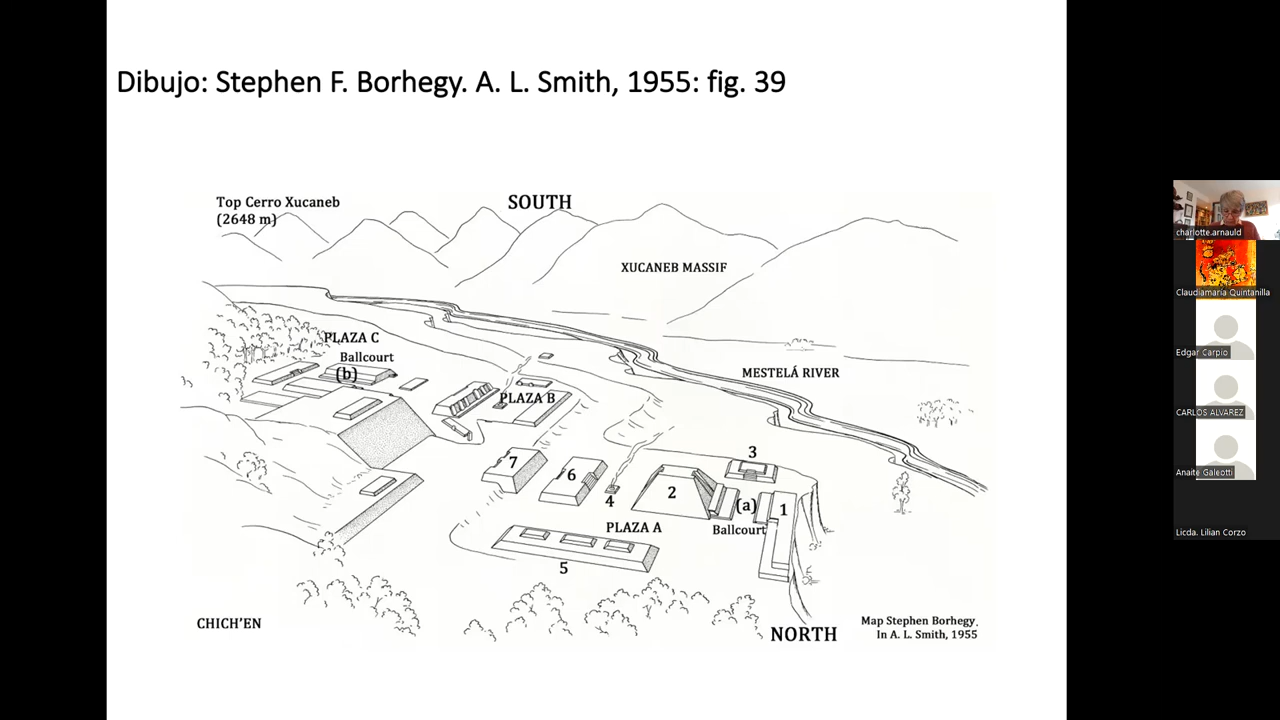 Dibujo: Stephen F. Borhegy. A. L. Smith, 1955: fig. 39
Top Cerro Xucaneb
(2648 m)
SOUTH
XUCANEB MASSIF
PLAZA C
Ballcourt
(b)
MESTELÁ RIVER
PLAZA B
3
7
6
2
4
(a)
1
PLAZA A
Ballcourt
5
CHICH'EN
NORTH
Map Stephen Borhegy.
In A. L. Smith, 1955
charlotte.arnauld
Claudiamaría Quintanilla
Edgar Carpio
CARLOS ALVAREZ
Anaite Galeotti
Licda. Lilian Corzo